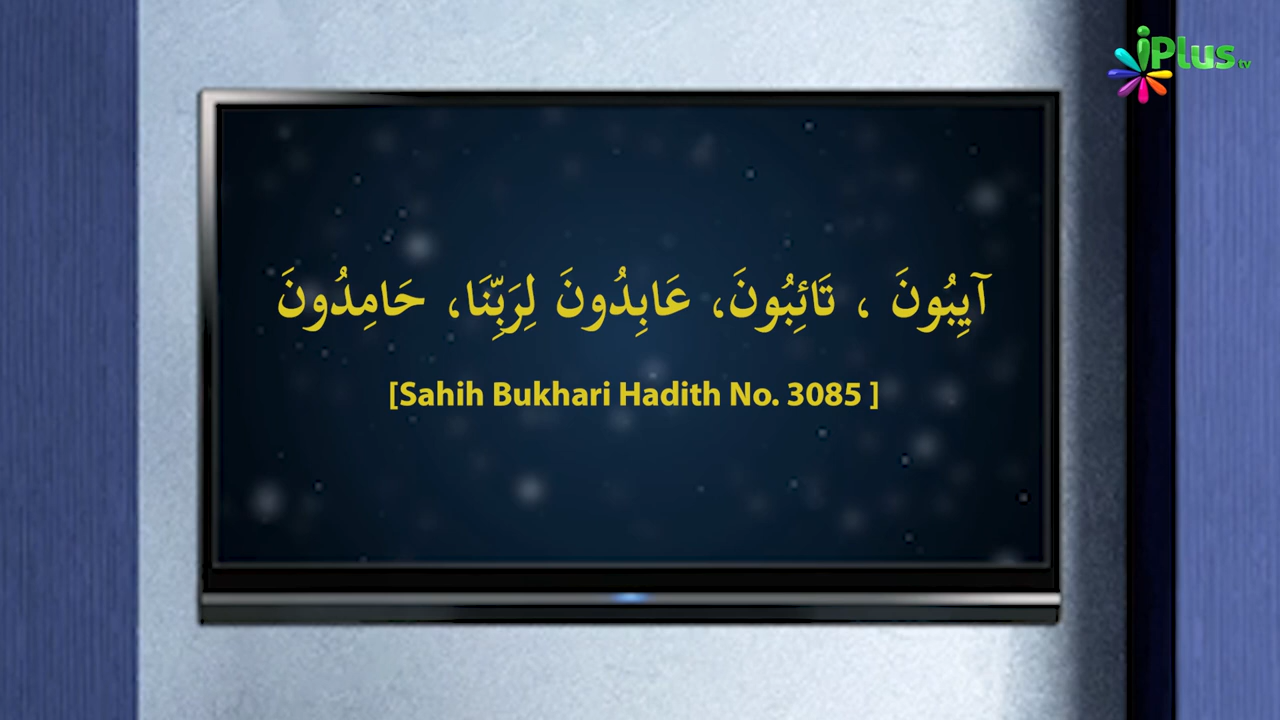 iPlus tv
آيِبُونَ ، تَائِبُونَ، عَابِدُونَ لِرَبِّنَا، حَامِدُونَ
[Sahih Bukhari Hadith No. 3085 ]